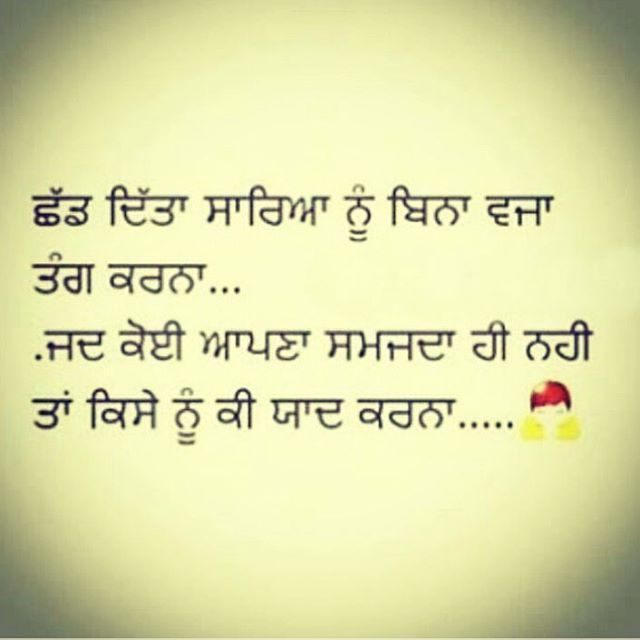 ਛੱਡ ਦਿੱਤਾ ਸਾਰਿਆ ਨੂੰ ਬਿਨਾ ਵਜਾ
ਤੰਗ ਕਰਨਾ...
.ਜਦ ਕੋਈ ਆਪਣਾ ਸਮਜਦਾ ਹੀ ਨਹੀ
ਤਾਂ ਕਿਸੇ ਨੂੰ ਕੀ ਯਾਦ ਕਰਨਾ.....